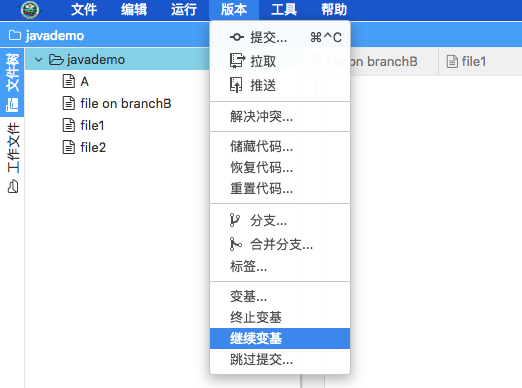 文件 编辑 运行 版本 工具 帮助
javademo
文件树
工作文件
javademo
A
file on branchB
file1
file2
on branchB
file1
提交... ⌘^C
拉取
推送
解决冲突...
储藏代码...
恢复代码...
重置代码...
分支...
合并分支...
标签...
变基...
终止变基
继续变基
跳过提交...